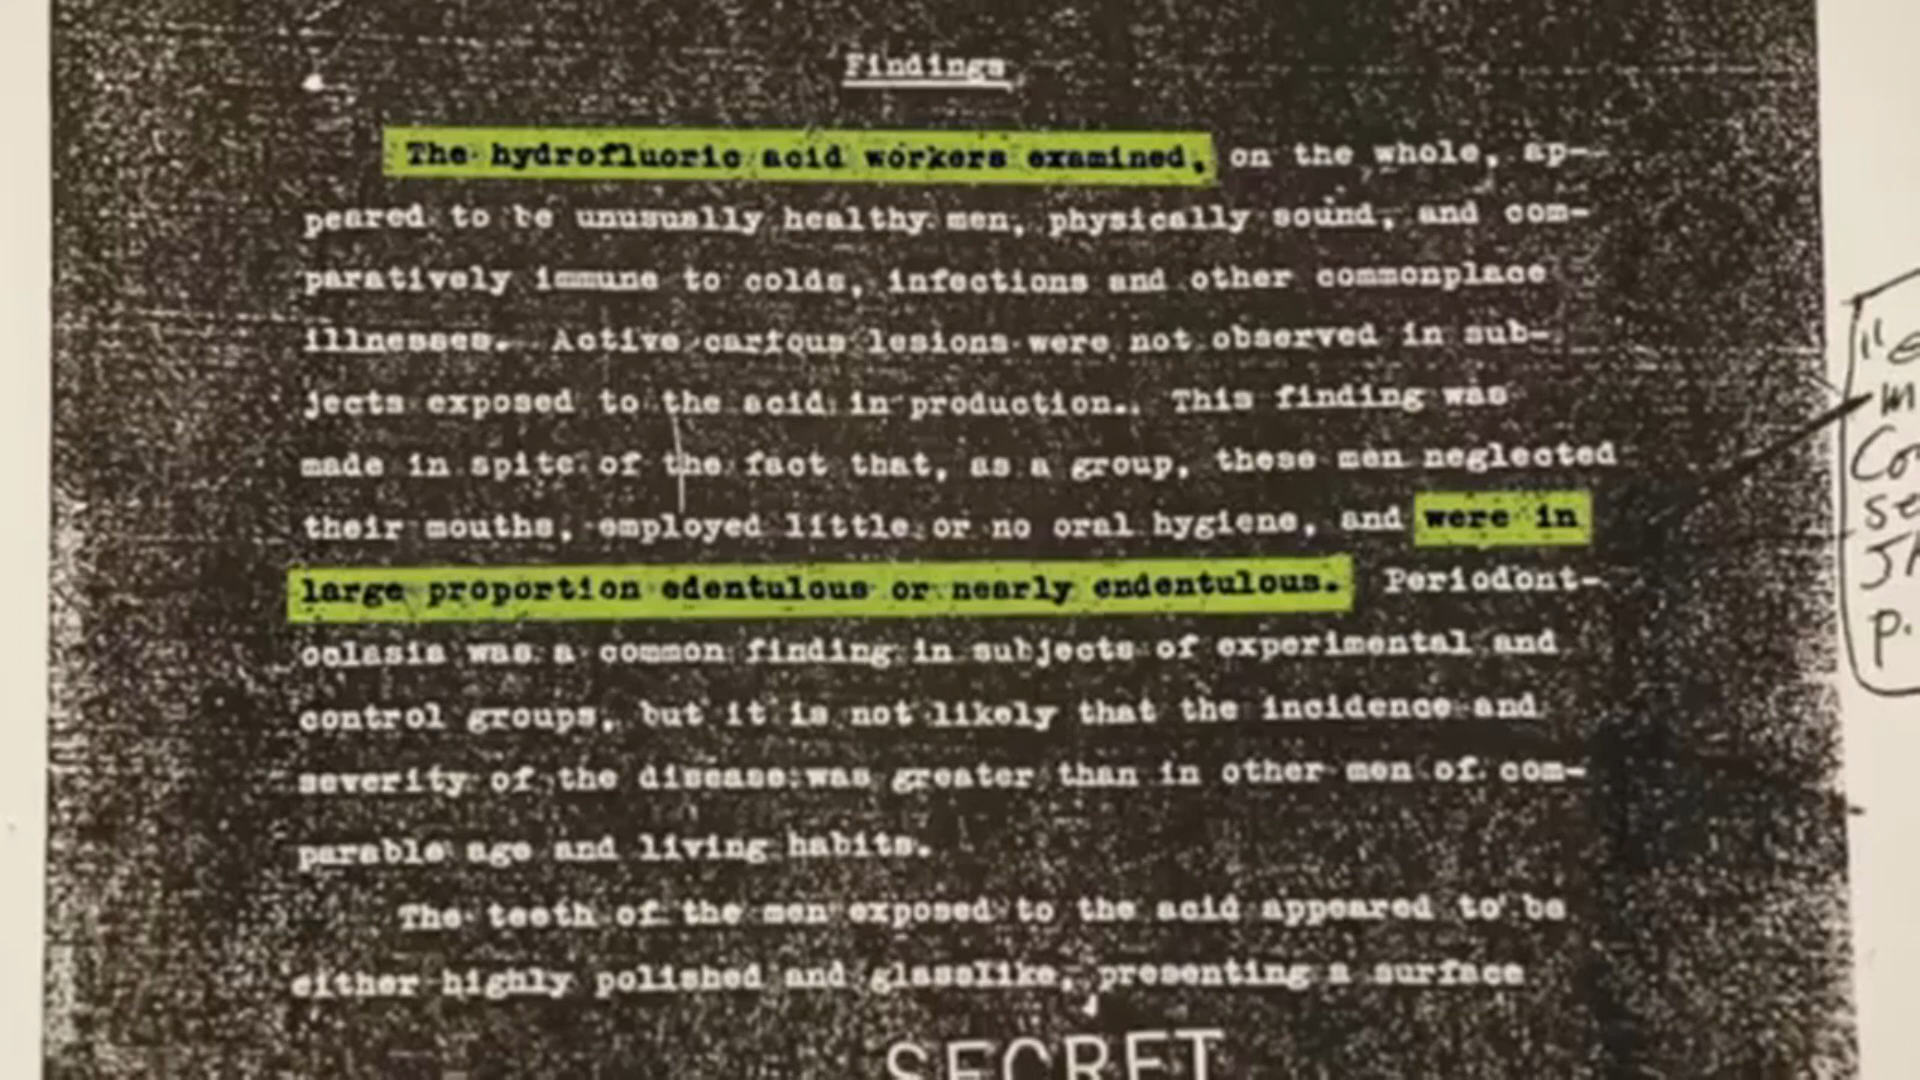 Findings
The hydrofluoric acid workers examined, on the whole, ap-
peared to be unusually healthy men, physically sound, and com-
paratively immune to colds, infections and other commonplace
illnesses. Active carious lesions were not observed in sub-
jects exposed to the acid in production. This finding was
made in spite of the fact that, as a group, these men neglected
their mouths, employed little or no oral hygiene, and were in
large proportion edentulous or nearly endentulous. Periodont-
oclasia was a common finding in subjects of experimental and
control groups, but it is not likely that the incidence and
severity of the disease was greater than in other men of com-
parable age and living habits.
The teeth of the men exposed to the acid appeared to be
either highly polished and glasslike, presenting a surface
SECRET
p.